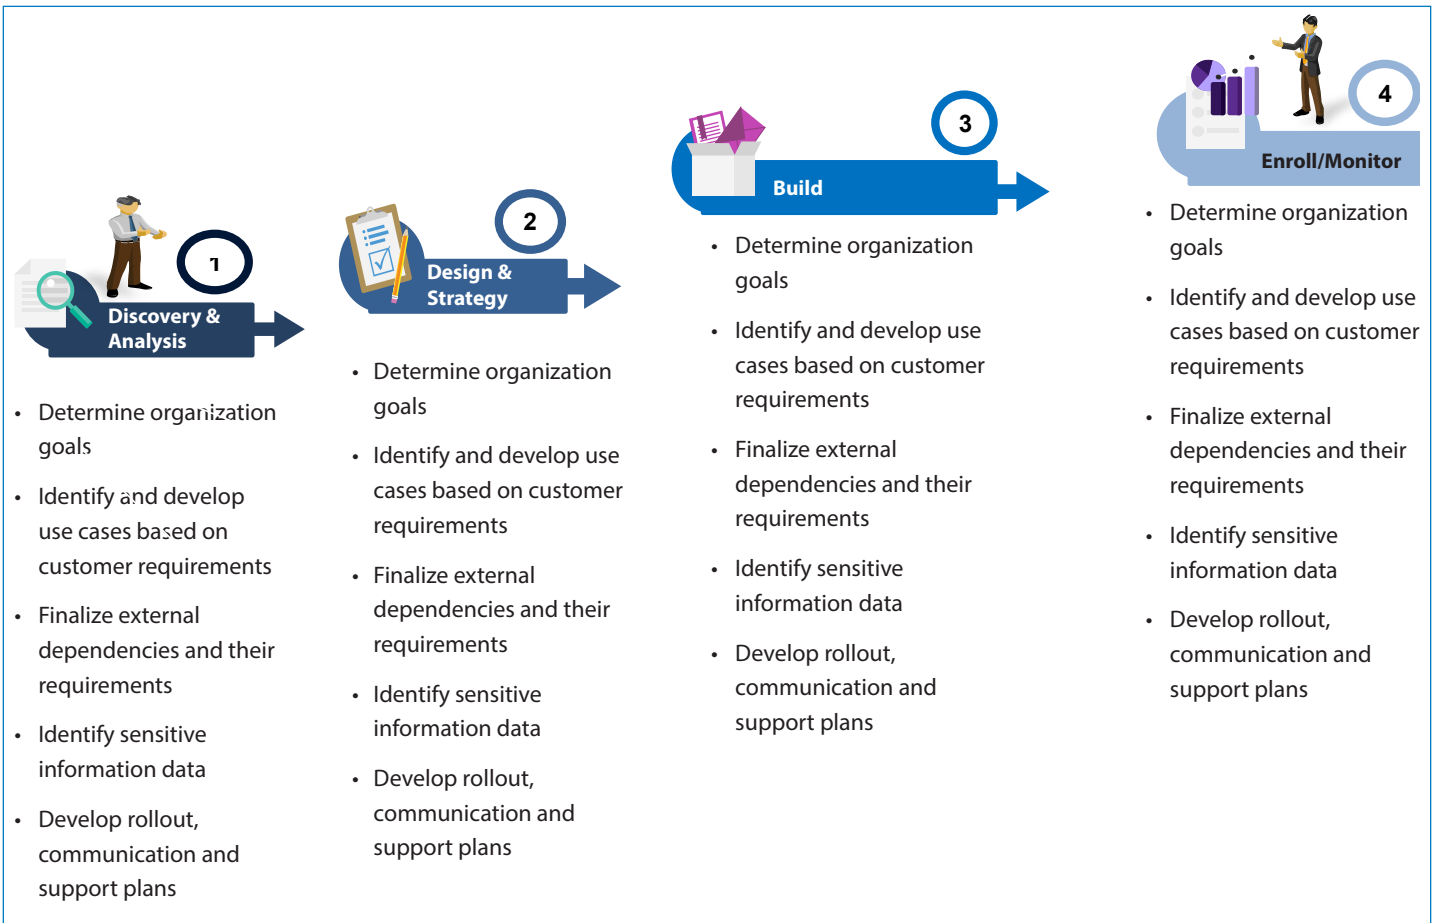 1
Discovery &
Analysis
• Determine organization
goals
• Identify and develop
use cases based on
customer requirements
• Finalize external
dependencies and their
requirements
• Identify sensitive
information data
• Develop rollout,
communication and
support plans
2
Design &
Strategy
• Determine organization
goals
• Identify and develop use
cases based on customer
requirements
• Finalize external
dependencies and their
requirements
• Identify sensitive
information data
• Develop rollout,
communication and
support plans
3
Build
• Determine organization
goals
• Identify and develop use
cases based on customer
requirements
• Finalize external
dependencies and their
requirements
• Identify sensitive
information data
• Develop rollout,
communication and
support plans
4
Enroll/Monitor
• Determine organization
goals
• Identify and develop use
cases based on customer
requirements
• Finalize external
dependencies and their
requirements
• Identify sensitive
information data
• Develop rollout,
communication and
support plans